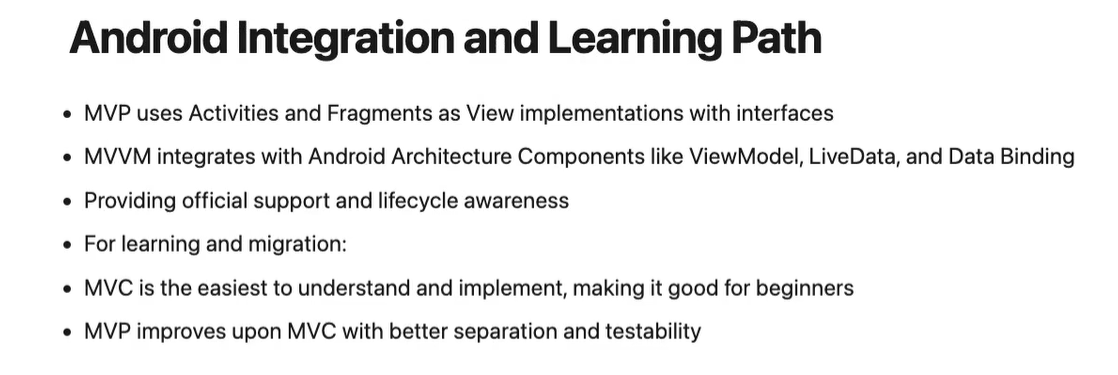 Android Integration and Learning Path
• MVP uses Activities and Fragments as View implementations with interfaces
• MVVM integrates with Android Architecture Components like ViewModel, LiveData, and Data Binding
• Providing official support and lifecycle awareness
• For learning and migration:
• MVC is the easiest to understand and implement, making it good for beginners
• MVP improves upon MVC with better separation and testability